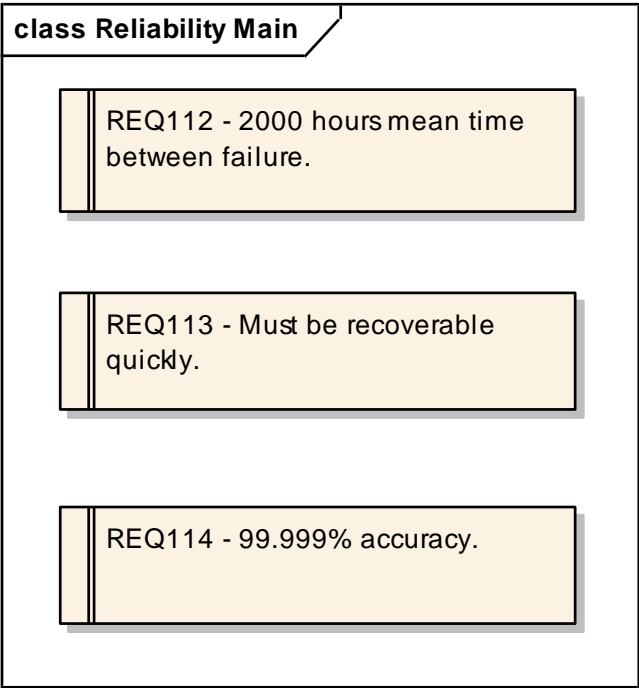 class Reliability Main
REQ112 - 2000 hours mean time
between failure.
REQ113 - Must be recoverable
quickly.
REQ114 - 99.999% accuracy.